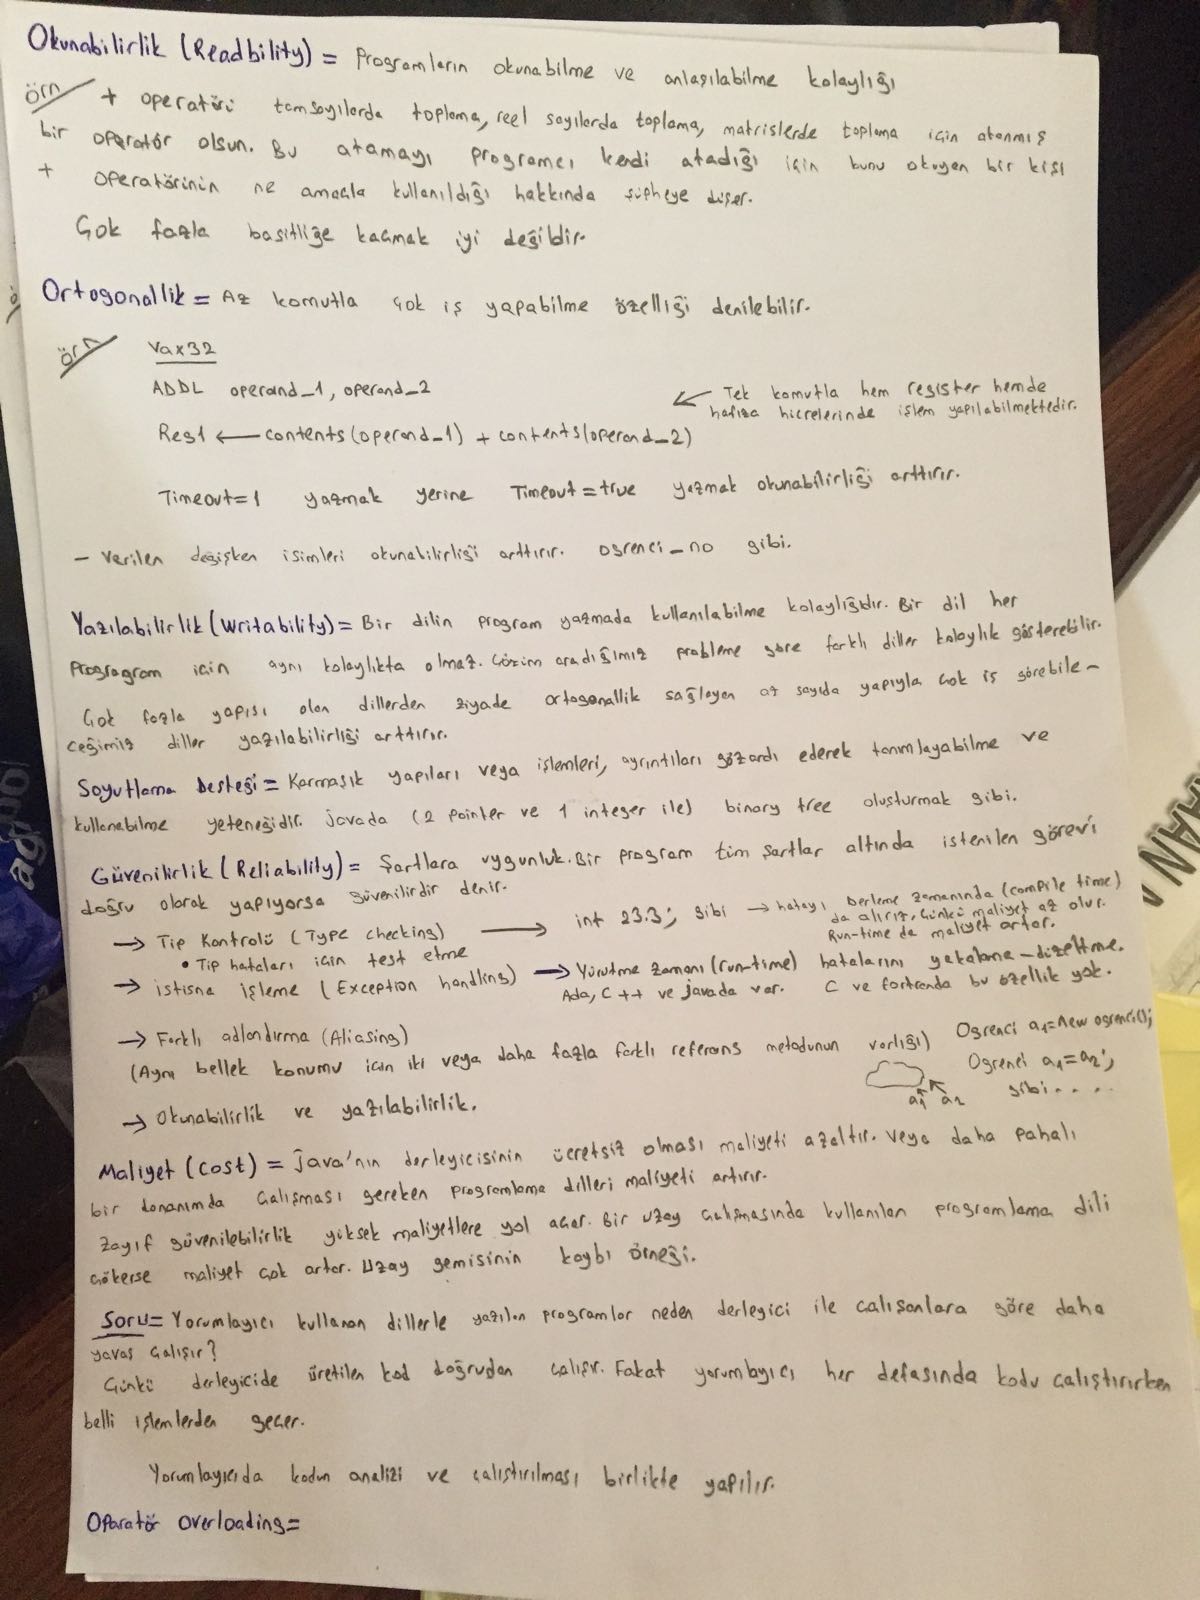 Okunabilirlik (Readbility) = Programların okunabilme ve anlaşılabilme kolaylığı
örn + operatörü tamsayılarda toplama, reel sayılarda toplama, matrislerde toplama için atanmış
bir operatör olsun. Bu atamayı programcı kendi atadığı için bunu okuyan bir kişi
+ operatörünün ne amaçla kullanıldığı hakkında şüpheye düşer.
Çok fazla basitliğe kaçmak iyi değildir.
Ortogonallik = Az komutla çok iş yapabilme özelliği denilebilir.
örn Vax32
ADDL operand_1, operand_2
← Tek komutla hem register hemde
hafıza hücrelerinde işlem yapılabilmektedir.
Reg1 ← contents(operand_1) + contents(operand_2)
Timeout=1 yazmak yerine Timeout=true yazmak okunabilirliği arttırır.
- Verilen değişken isimleri okunabilirliği arttırır. ogrenci_no gibi.
Yazılabilirlik (Writability) = Bir dilin program yazmada kullanılabilme kolaylığıdır. Bir dil her
Progragram için aynı kolaylıkta olmaz. Çözüm aradığımız probleme göre farklı diller kolaylık gösterebilir.
Çok fazla yapısı olan dillerden ziyade ortogonallik sağlayan az sayıda yapıyla çok iş görebile-
ceğimiz diller yazılabilirliği arttırır.
Soyutlama Desteği = Karmaşık yapıları veya işlemleri, ayrıntıları gözardı ederek tanımlayabilme ve
kullanabilme yeteneğidir. javada (2 pointer ve 1 integer ile) binary tree oluşturmak gibi.
Güvenilirlik (Reliability) = Şartlara uygunluk. Bir program tüm şartlar altında istenilen görevi
doğru olarak yapıyorsa güvenilirdir denir.
→ Tip Kontrolü (Type checking) → int 23.3; gibi → hatayı Derleme zamanında (compile time)
da alırız, Çünkü maliyet az olur.
Run-time da maliyet artar.
• Tip hataları için test etme
→ istisna işleme (Exception handling) → Yürütme zamanı (run-time) hatalarını yakalama - düzeltme.
Ada, C++ ve javada var. C ve fortranda bu özellik yok.
→ Farklı adlandırma (Aliasing)
(Aynı bellek konumu için iki veya daha fazla farklı referans metodunun varlığı)
Ogrenci a1=new ogrenci();
Ogrenci a1=a2;
gibi....
a1 a2
→ Okunabilirlik ve yazılabilirlik.
Maliyet (Cost) = Java'nın derleyicisinin ücretsiz olması maliyeti azaltır. Veya daha pahalı
bir donanımda çalışması gereken programlama dilleri maliyeti artırır.
Zayıf güvenilebilirlik yüksek maliyetlere yol açar. Bir uzay çalışmasında kullanılan programlama dili
çökerse maliyet çok artar. Uzay gemisinin kaybı örneği.
Soru= Yorumlayıcı kullanan dillerle yazılan programlar neden derleyici ile çalışanlara göre daha
yavaş çalışır?
Çünkü derleyicide üretilen kod doğrudan çalışır. Fakat yorumlayıcı her defasında kodu çalıştırırken
belli işlemlerden geçer.
Yorumlayıcıda kodun analizi ve çalıştırılması birlikte yapılır.
Oparatör overloading=